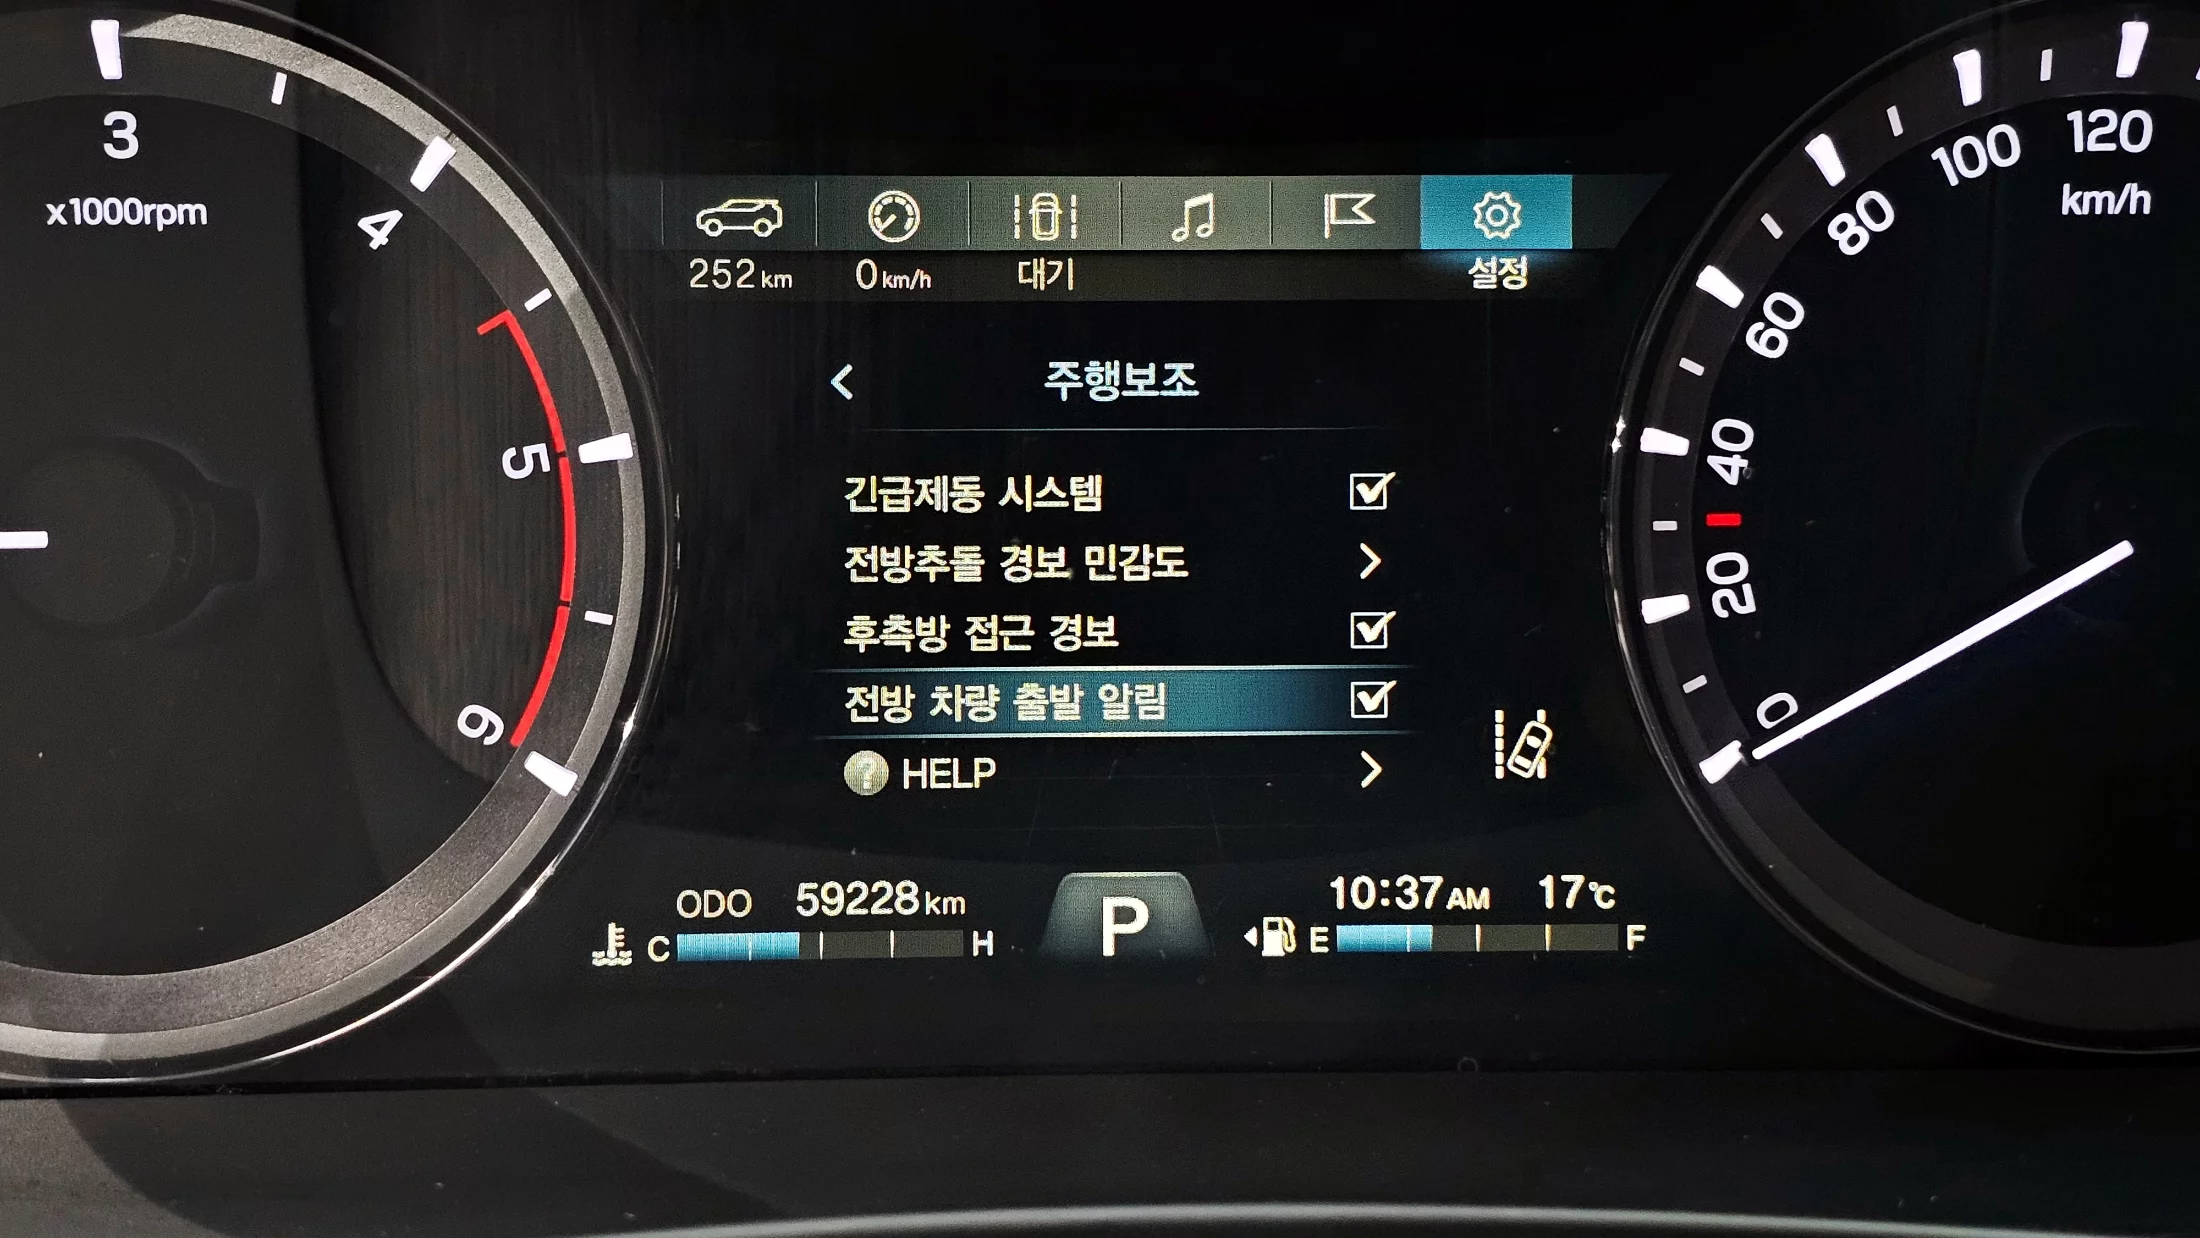 3
x1000rpm
4
5
6
252 km
0 km/h
대기
설정
주행보조
긴급제동 시스템
전방추돌 경보 민감도
후측방 접근 경보
전방 차량 출발 알림
? HELP
ODO 59228 km
C H
P
10:37 AM 17℃
E F
120
km/h
100
80
60
40
20
0